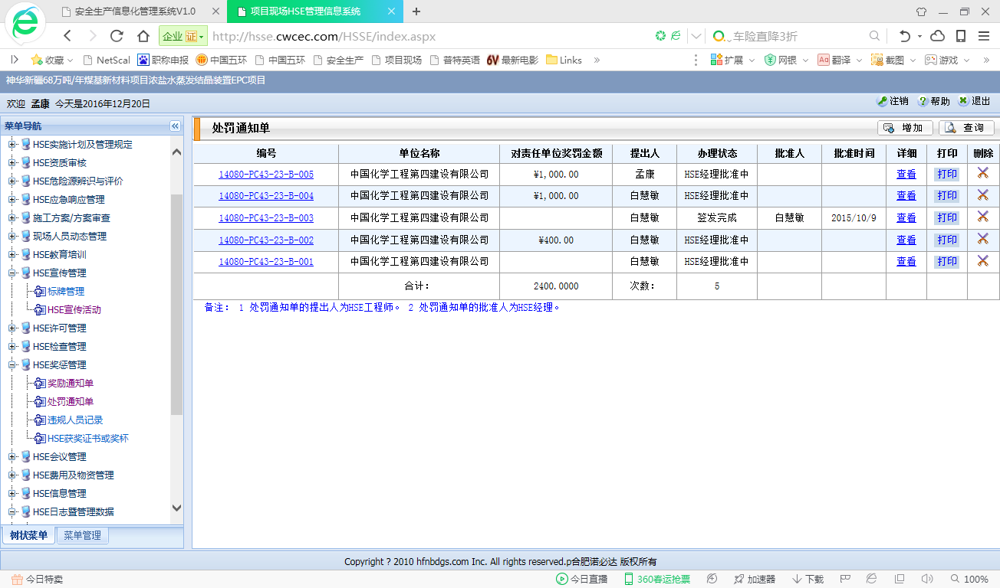 安全生产信息化管理系统V1.0
项目现场HSE管理信息系统
企业 证
http://hsse.cwcec.com/HSSE/index.aspx
车险直降3折
收藏 NetScal 职称申报 中国五环 中国五环 安全生产 项目现场 普特英语 6V 最新电影 Links » 扩展 网银 Aa 翻译 截图 游戏 »
神华新疆68万吨/年煤基新材料项目浓盐水蒸发结晶装置EPC项目
欢迎 孟康 今天是2016年12月20日
注销 帮助 退出
菜单导航
HSE实施计划及管理规定
HSE资质审核
HSE危险源辨识与评价
HSE应急响应管理
施工方案/方案审查
现场人员动态管理
HSE教育培训
HSE宣传管理
标牌管理
HSE宣传活动
HSE许可管理
HSE检查管理
HSE奖惩管理
奖励通知单
处罚通知单
违规人员记录
HSE获奖证书或奖杯
HSE会议管理
HSE费用及物资管理
HSE信息管理
HSE日志暨管理数据
树状菜单 菜单管理
处罚通知单
增加 查询
编号 单位名称 对责任单位奖罚金额 提出人 办理状态 批准人 批准时间 详细 打印 删除
14080-PC43-23-B-005 中国化学工程第四建设有限公司 ¥1,000.00 孟康 HSE经理批准中 查看 打印
14080-PC43-23-B-004 中国化学工程第四建设有限公司 ¥1,000.00 白慧敏 HSE经理批准中 查看 打印
14080-PC43-23-B-003 中国化学工程第四建设有限公司 白慧敏 签发完成 白慧敏 2015/10/9 查看 打印
14080-PC43-23-B-002 中国化学工程第四建设有限公司 ¥400.00 白慧敏 HSE经理批准中 查看 打印
14080-PC43-23-B-001 中国化学工程第四建设有限公司 白慧敏 HSE经理批准中 查看 打印
合计： 2400.0000 次数： 5
备注： 1 处罚通知单的提出人为HSE工程师。 2 处罚通知单的批准人为HSE经理。
Copyright ? 2010 hfnbdgs.com Inc. All rights reserved.p合肥诺必达 版权所有
今日特卖 今日直播 360春运抢票 加速器 下载 100%